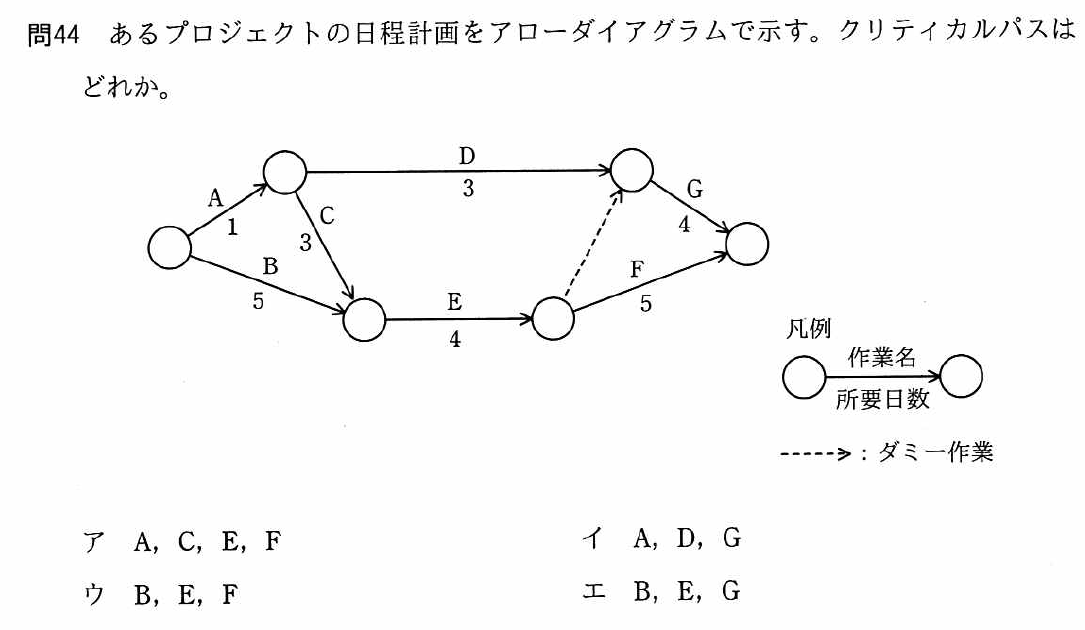 問44 あるプロジェクトの日程計画をアローダイアグラムで示す。クリティカルパスは
どれか。
D
3
A
1
C
3
G
4
B
5
E
4
F
5
凡例
作業名
所要日数
：ダミー作業
ア A, C, E, F
イ A, D, G
ウ B, E, F
エ B, E, G